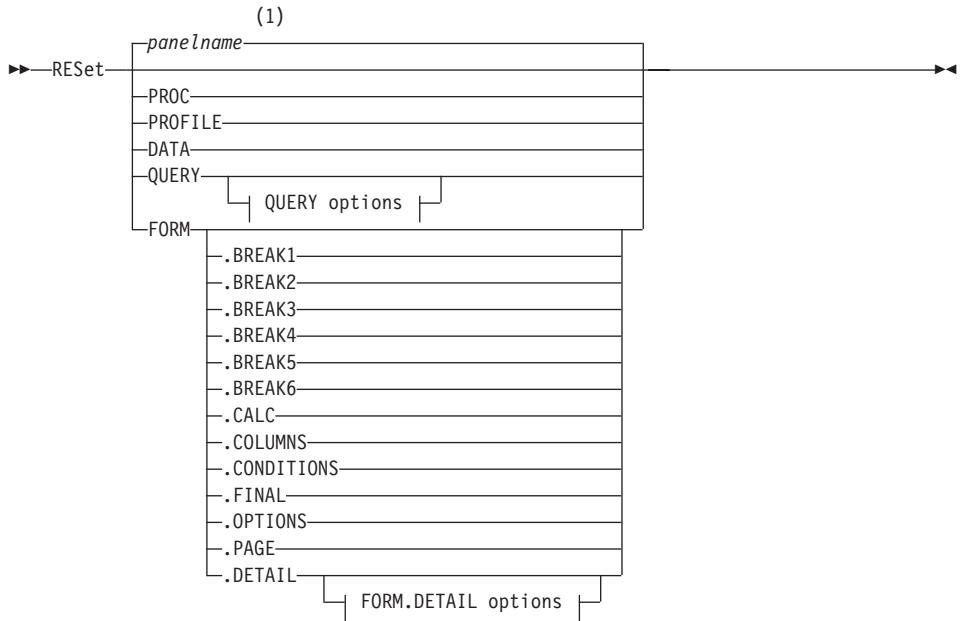 (1)
panelname
RESet
PROC
PROFILE
DATA
QUERY
QUERY options
FORM
.BREAK1
.BREAK2
.BREAK3
.BREAK4
.BREAK5
.BREAK6
.CALC
.COLUMNS
.CONDITIONS
.FINAL
.OPTIONS
.PAGE
.DETAIL
FORM.DETAIL options